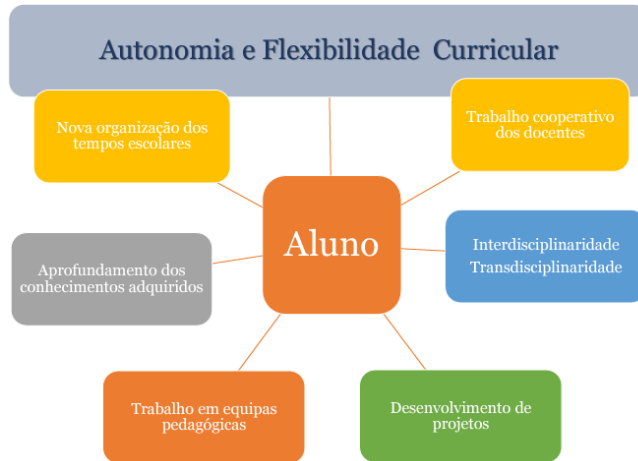 Autonomia e Flexibilidade Curricular
Nova organização dos
tempos escolares
Trabalho cooperativo
dos docentes
Aluno
Aprofundamento dos
conhecimentos adquiridos
Interdisciplinaridade
Transdisciplinaridade
Trabalho em equipas
pedagógicas
Desenvolvimento de
projetos